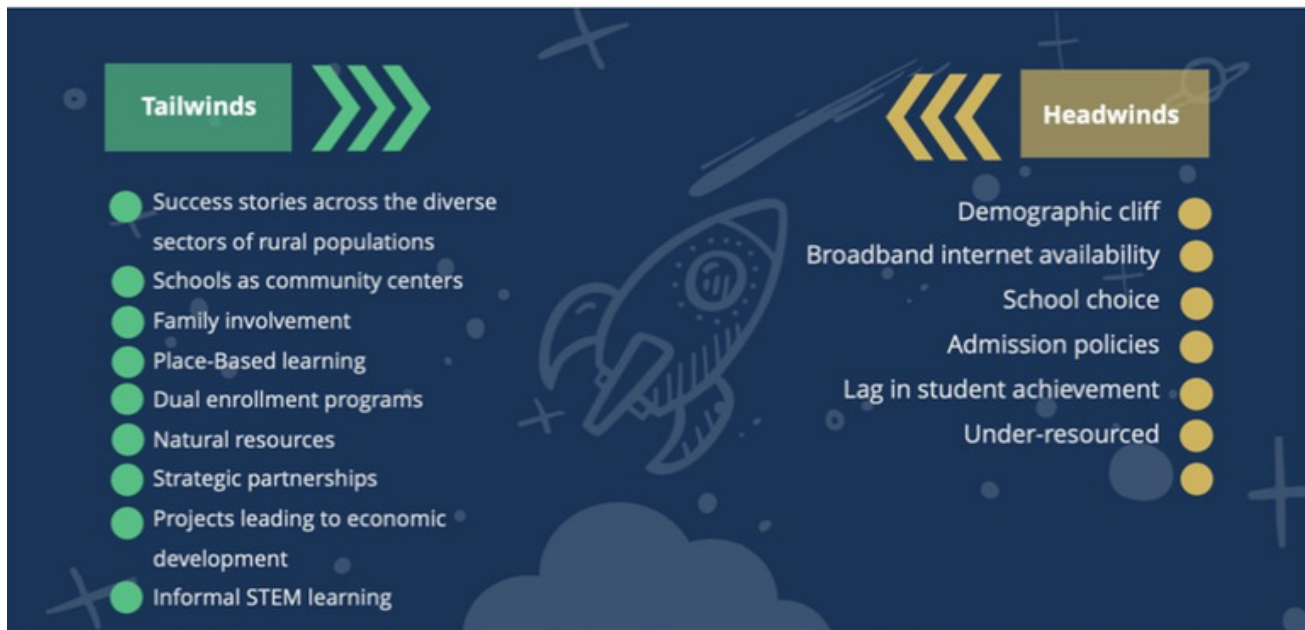 Tailwinds
Success stories across the diverse
sectors of rural populations
Schools as community centers
Family involvement
Place-Based learning
Dual enrollment programs
Natural resources
Strategic partnerships
Projects leading to economic
development
Informal STEM learning
Headwinds
Demographic cliff
Broadband internet availability
School choice
Admission policies
Lag in student achievement
Under-resourced